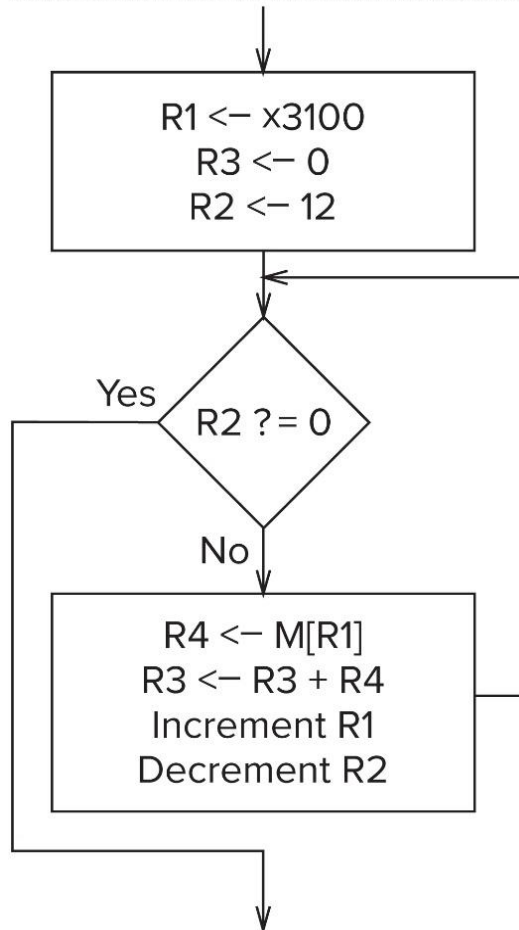 R1 <– x3100
R3 <– 0
R2 <– 12
Yes
R2 ? = 0
No
R4 <– M[R1]
R3 <– R3 + R4
Increment R1
Decrement R2